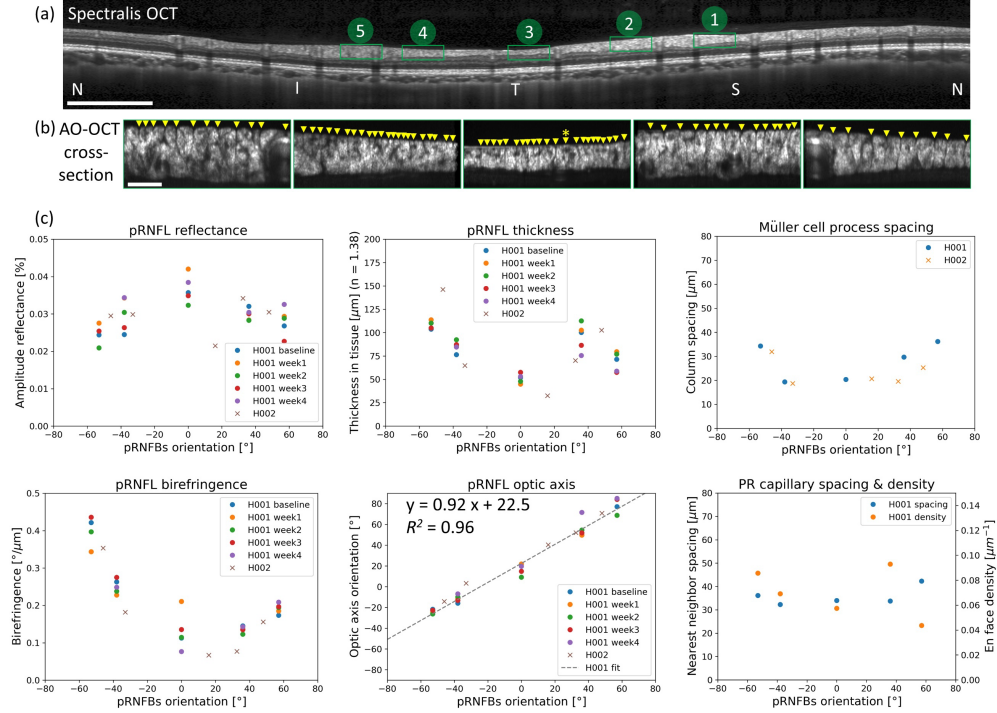 (a)
Spectralis OCT
5
4
3
2
1
N
I
T
S
N
(b)
AO-OCT
cross-
section
*
(c)
pRNFL reflectance
Amplitude reflectance [%]
0.05
0.04
0.03
0.02
0.01
0.00
H001 baseline
H001 week1
H001 week2
H001 week3
H001 week4
H002
-80 -60 -40 -20 0 20 40 60 80
pRNFBs orientation [°]
pRNFL thickness
Thickness in tissue [μm] (n = 1.38)
200
175
150
125
100
75
50
25
0
H001 baseline
H001 week1
H001 week2
H001 week3
H001 week4
H002
−80 −60 −40 −20 0 20 40 60 80
pRNFBs orientation [°]
Müller cell process spacing
Column spacing [μm]
80
70
60
50
40
30
20
10
0
H001
H002
−80 −60 −40 −20 0 20 40 60 80
pRNFBs orientation [°]
pRNFL birefringence
Birefringence [°/μm]
0.5
0.4
0.3
0.2
0.1
0.0
H001 baseline
H001 week1
H001 week2
H001 week3
H001 week4
H002
−80 −60 −40 −20 0 20 40 60 80
pRNFBs orientation [°]
pRNFL optic axis
Optic axis orientation [°]
80
60
40
20
0
−20
−40
−60
−80
y = 0.92 x + 22.5
R² = 0.96
H001 baseline
H001 week1
H001 week2
H001 week3
H001 week4
H002
H001 fit
−80 −60 −40 −20 0 20 40 60 80
pRNFBs orientation [°]
PR capillary spacing & density
Nearest neighbor spacing [μm]
80
70
60
50
40
30
20
10
0
H001 spacing
H001 density
0.14
0.12
0.10
0.08
0.06
0.04
0.02
0.00
En face density [μm⁻¹]
−80 −60 −40 −20 0 20 40 60 80
pRNFBs orientation [°]